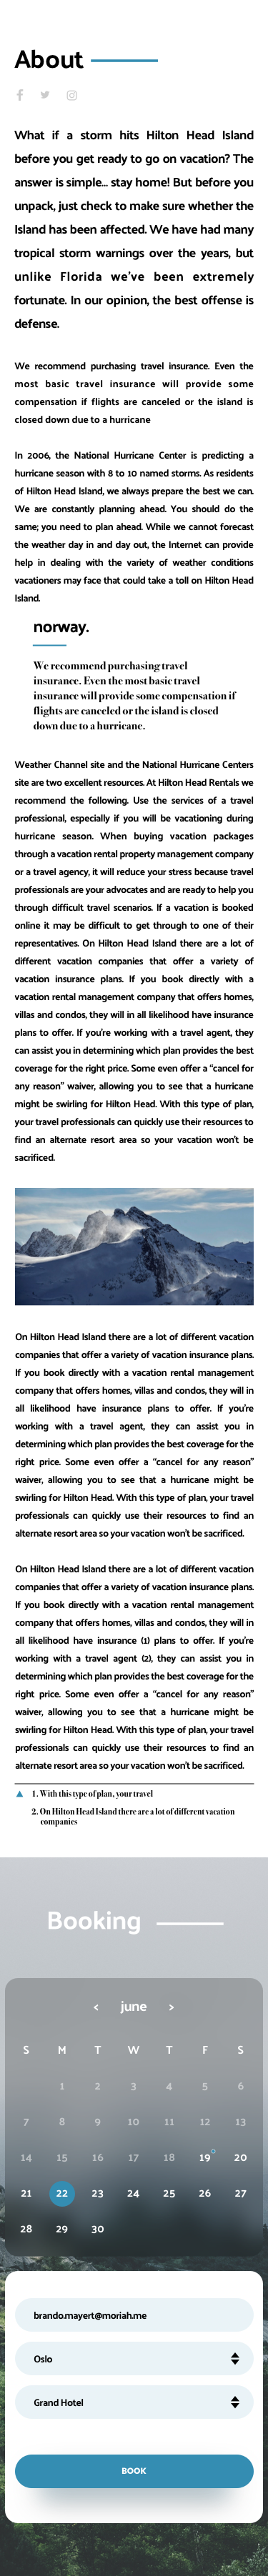 About
What if a storm hits Hilton Head Island
before you get ready to go on vacation? The
answer is simple... stay home! But before you
unpack, just check to make sure whether the
Island has been affected. We have had many
tropical storm warnings over the years, but
unlike Florida we've been extremely
fortunate. In our opinion, the best offense is
defense.
We recommend purchasing travel insurance. Even the
most basic travel insurance will provide some
compensation if flights are canceled or the island is
closed down due to a hurricane
In 2006, the National Hurricane Center is predicting a
hurricane season with 8 to 10 named storms. As residents
of Hilton Head Island, we always prepare the best we can.
We are constantly planning ahead. You should do the
same; you need to plan ahead. While we cannot forecast
the weather day in and day out, the Internet can provide
help in dealing with the variety of weather conditions
vacationers may face that could take a toll on Hilton Head
Island.
norway.
We recommend purchasing travel
insurance. Even the most basic travel
insurance will provide some compensation if
flights are canceled or the island is closed
down due to a hurricane.
Weather Channel site and the National Hurricane Centers
site are two excellent resources. At Hilton Head Rentals we
recommend the following. Use the services of a travel
professional, especially if you will be vacationing during
hurricane season. When buying vacation packages
through a vacation rental property management company
or a travel agency, it will reduce your stress because travel
professionals are your advocates and are ready to help you
through difficult travel scenarios. If a vacation is booked
online it may be difficult to get through to one of their
representatives. On Hilton Head Island there are a lot of
different vacation companies that offer a variety of
vacation insurance plans. If you book directly with a
vacation rental management company that offers homes,
villas and condos, they will in all likelihood have insurance
plans to offer. If you're working with a travel agent, they
can assist you in determining which plan provides the best
coverage for the right price. Some even offer a “cancel for
any reason” waiver, allowing you to see that a hurricane
might be swirling for Hilton Head. With this type of plan,
your travel professionals can quickly use their resources to
find an alternate resort area so your vacation won't be
sacrificed.
On Hilton Head Island there are a lot of different vacation
companies that offer a variety of vacation insurance plans.
If you book directly with a vacation rental management
company that offers homes, villas and condos, they will in
all likelihood have insurance plans to offer. If you're
working with a travel agent, they can assist you in
determining which plan provides the best coverage for the
right price. Some even offer a “cancel for any reason”
waiver, allowing you to see that a hurricane might be
swirling for Hilton Head. With this type of plan, your travel
professionals can quickly use their resources to find an
alternate resort area so your vacation won't be sacrificed.
On Hilton Head Island there are a lot of different vacation
companies that offer a variety of vacation insurance plans.
If you book directly with a vacation rental management
company that offers homes, villas and condos, they will in
all likelihood have insurance (1) plans to offer. If you're
working with a travel agent (2), they can assist you in
determining which plan provides the best coverage for the
right price. Some even offer a “cancel for any reason”
waiver, allowing you to see that a hurricane might be
swirling for Hilton Head. With this type of plan, your travel
professionals can quickly use their resources to find an
alternate resort area so your vacation won't be sacrificed.
1. With this type of plan, your travel
2. On Hilton Head Island there are a lot of different vacation
companies
Booking
< june >
S M T W T F S
1 2 3 4 5 6
7 8 9 10 11 12 13
14 15 16 17 18 19 20
21 22 23 24 25 26 27
28 29 30
brando.mayert@moriah.me
Oslo
Grand Hotel
BOOK